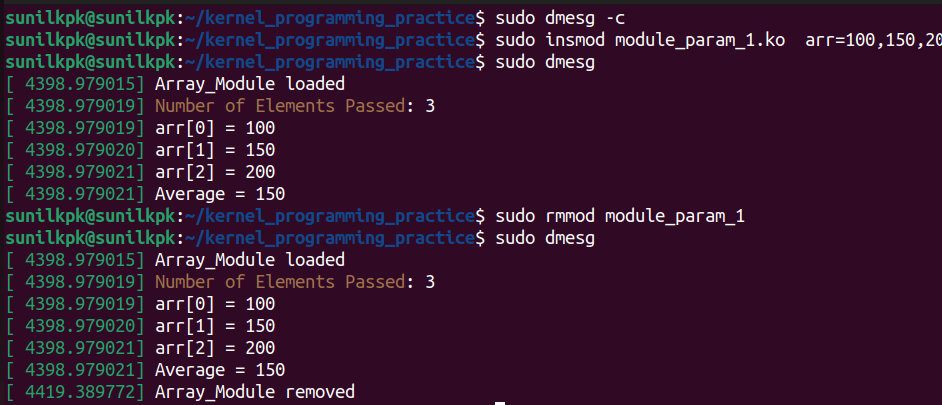 sunilkpk@sunilkpk:~/kernel_programming_practice$ sudo dmesg -c
sunilkpk@sunilkpk:~/kernel_programming_practice$ sudo insmod module_param_1.ko  arr=100,150,20
sunilkpk@sunilkpk:~/kernel_programming_practice$ sudo dmesg
[ 4398.979015] Array_Module loaded
[ 4398.979019] Number of Elements Passed: 3
[ 4398.979019] arr[0] = 100
[ 4398.979020] arr[1] = 150
[ 4398.979021] arr[2] = 200
[ 4398.979021] Average = 150
sunilkpk@sunilkpk:~/kernel_programming_practice$ sudo rmmod module_param_1
sunilkpk@sunilkpk:~/kernel_programming_practice$ sudo dmesg
[ 4398.979015] Array_Module loaded
[ 4398.979019] Number of Elements Passed: 3
[ 4398.979019] arr[0] = 100
[ 4398.979020] arr[1] = 150
[ 4398.979021] arr[2] = 200
[ 4398.979021] Average = 150
[ 4419.389772] Array_Module removed